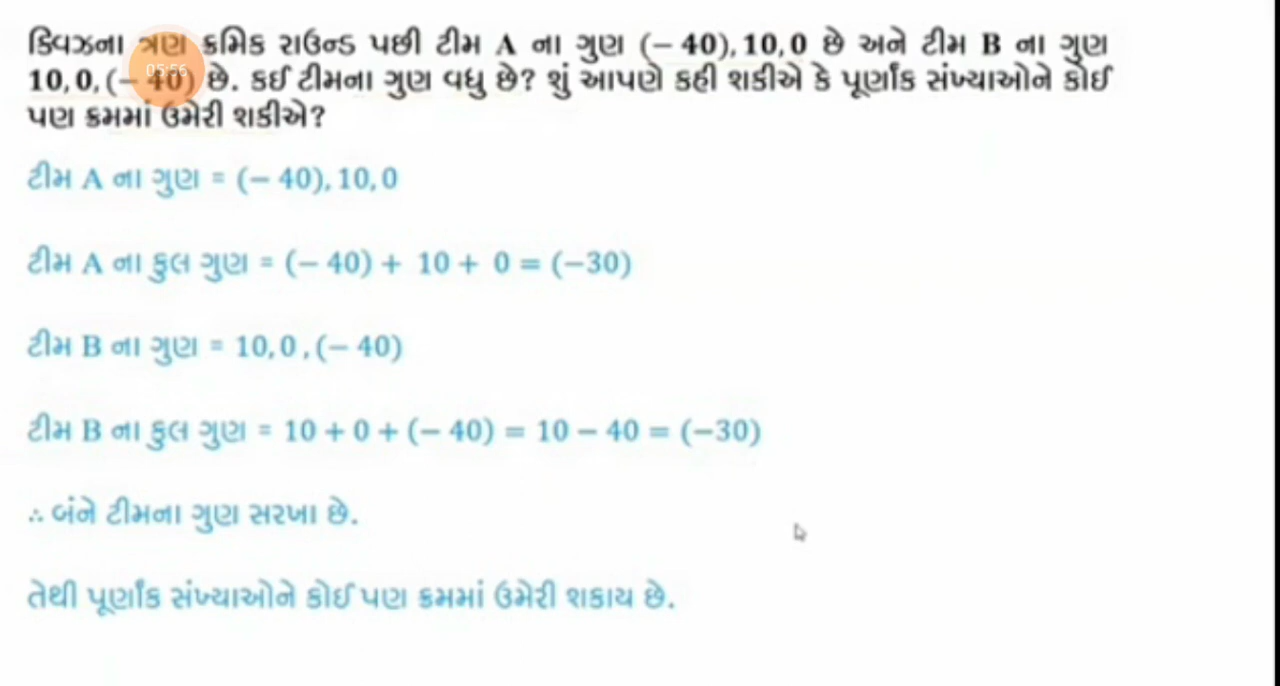 ક્વિઝના ત્રણ ક્રમિક રાઉન્ડ પછી ટીમ A ના ગુણ (− 40), 10, 0 છે અને ટીમ B ના ગુણ
10, 0, (− 40) છે. કઈ ટીમના ગુણ વધુ છે? શું આપણે કહી શકીએ કે પૂર્ણાંક સંખ્યાઓને કોઈ
પણ ક્રમમાં ઉમેરી શકીએ?
05:56
ટીમ A ના ગુણ = (− 40), 10, 0
ટીમ A ના કુલ ગુણ = (− 40) + 10 + 0 = (−30)
ટીમ B ના ગુણ = 10, 0 , (− 40)
ટીમ B ના કુલ ગુણ = 10 + 0 + (− 40) = 10 − 40 = (−30)
∴ બંને ટીમના ગુણ સરખા છે.
તેથી પૂર્ણાંક સંખ્યાઓને કોઈ પણ ક્રમમાં ઉમેરી શકાય છે.